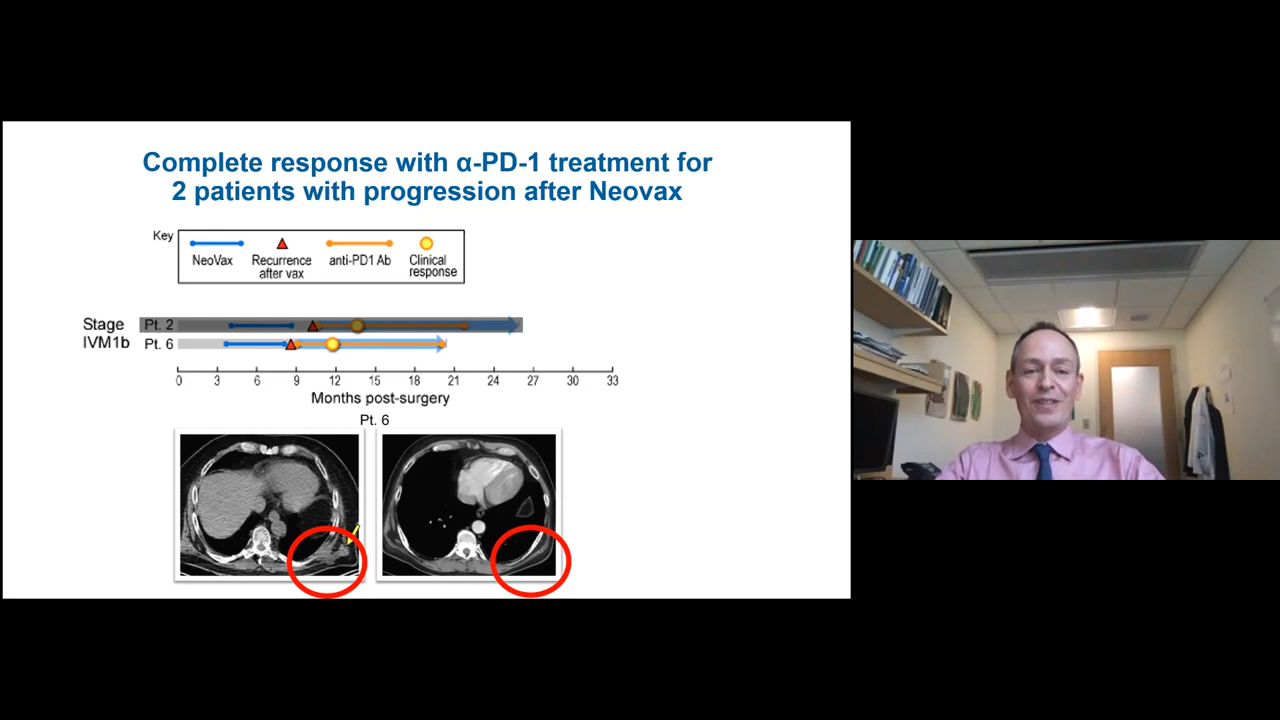 Complete response with α-PD-1 treatment for
2 patients with progression after Neovax
Key
NeoVax
Recurrence
after vax
anti-PD1 Ab
Clinical
response
Stage
IVM1b
Pt. 2
Pt. 6
0 3 6 9 12 15 18 21 24 27 30 33
Months post-surgery
Pt. 6